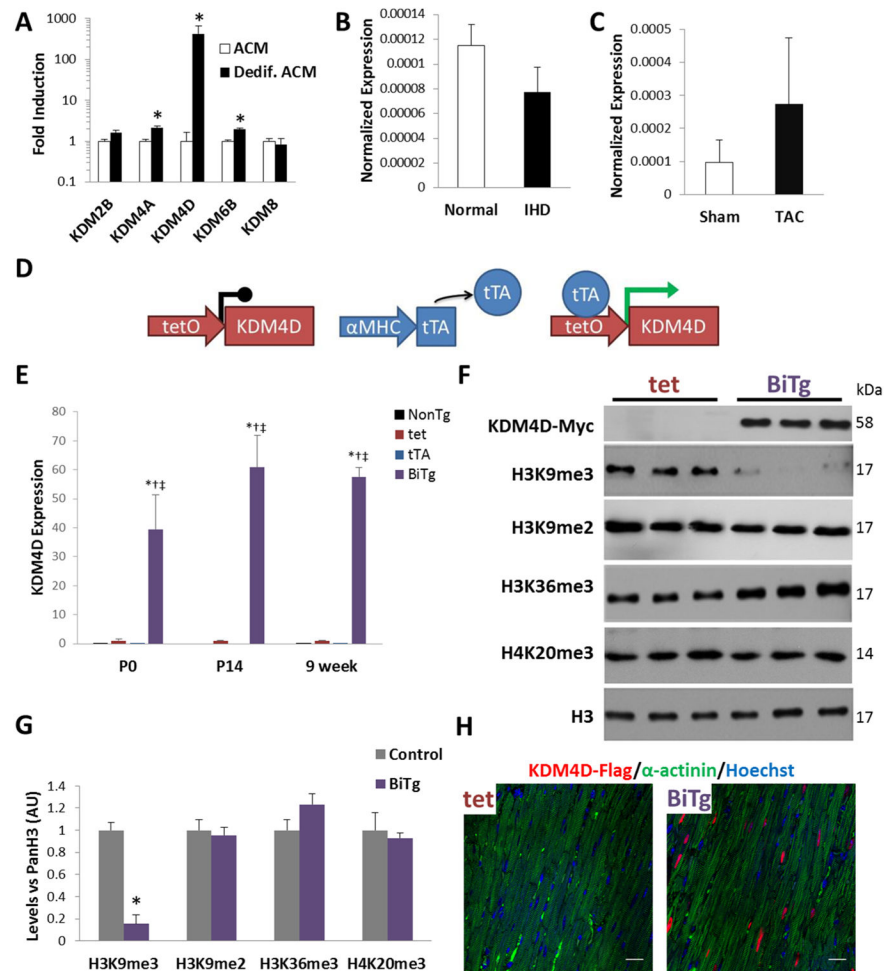 A
Fold Induction
1000
100
10
1
0.1
*
*
*
ACM
Dedif. ACM
KDM2B
KDM4A
KDM4D
KDM6B
KDM8
B
Normalized Expression
0.00014
0.00012
0.0001
0.00008
0.00006
0.00004
0.00002
0
Normal
IHD
C
Normalized Expression
0.0005
0.0004
0.0003
0.0002
0.0001
0
Sham
TAC
D
tetO
KDM4D
αMHC
tTA
tTA
tTA
tetO
KDM4D
E
KDM4D Expression
80
70
60
50
40
30
20
10
0
*†‡
*†‡
*†‡
NonTg
tet
tTA
BiTg
P0
P14
9 week
F
tet
BiTg
kDa
KDM4D-Myc
58
H3K9me3
17
H3K9me2
17
H3K36me3
17
H4K20me3
14
H3
17
G
Levels vs PanH3 (AU)
1.4
1.2
1
0.8
0.6
0.4
0.2
0
*
Control
BiTg
H3K9me3
H3K9me2
H3K36me3
H4K20me3
H
KDM4D-Flag/α-actinin/Hoechst
tet
BiTg